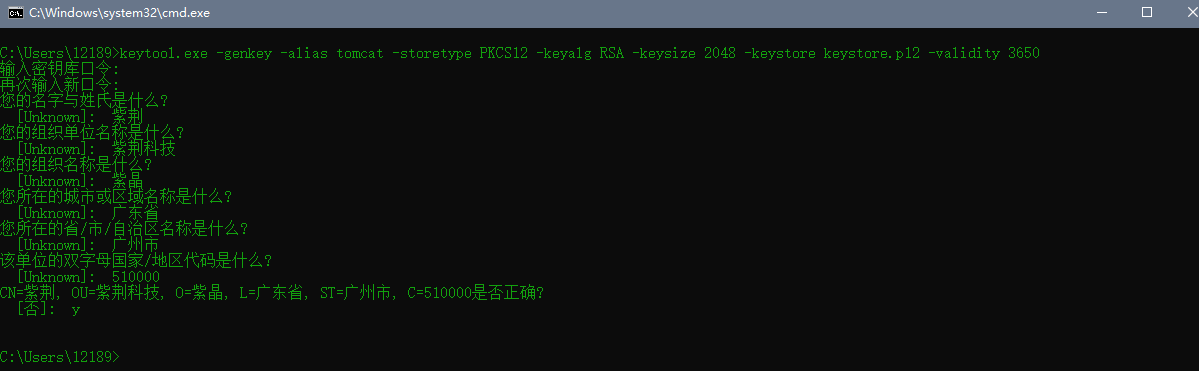 C:\Windows\system32\cmd.exe
C:\Users\12189>keytool.exe -genkey -alias tomcat -storetype PKCS12 -keyalg RSA -keysize 2048 -keystore keystore.p12 -validity 3650
输入密钥库口令:
再次输入新口令:
您的名字与姓氏是什么?
[Unknown]: 紫荆
您的组织单位名称是什么?
[Unknown]: 紫荆科技
您的组织名称是什么?
[Unknown]: 紫晶
您所在的城市或区域名称是什么?
[Unknown]: 广东省
您所在的省/市/自治区名称是什么?
[Unknown]: 广州市
该单位的双字母国家/地区代码是什么?
[Unknown]: 510000
CN=紫荆, OU=紫荆科技, O=紫晶, L=广东省, ST=广州市, C=510000是否正确?
[否]: y
C:\Users\12189>